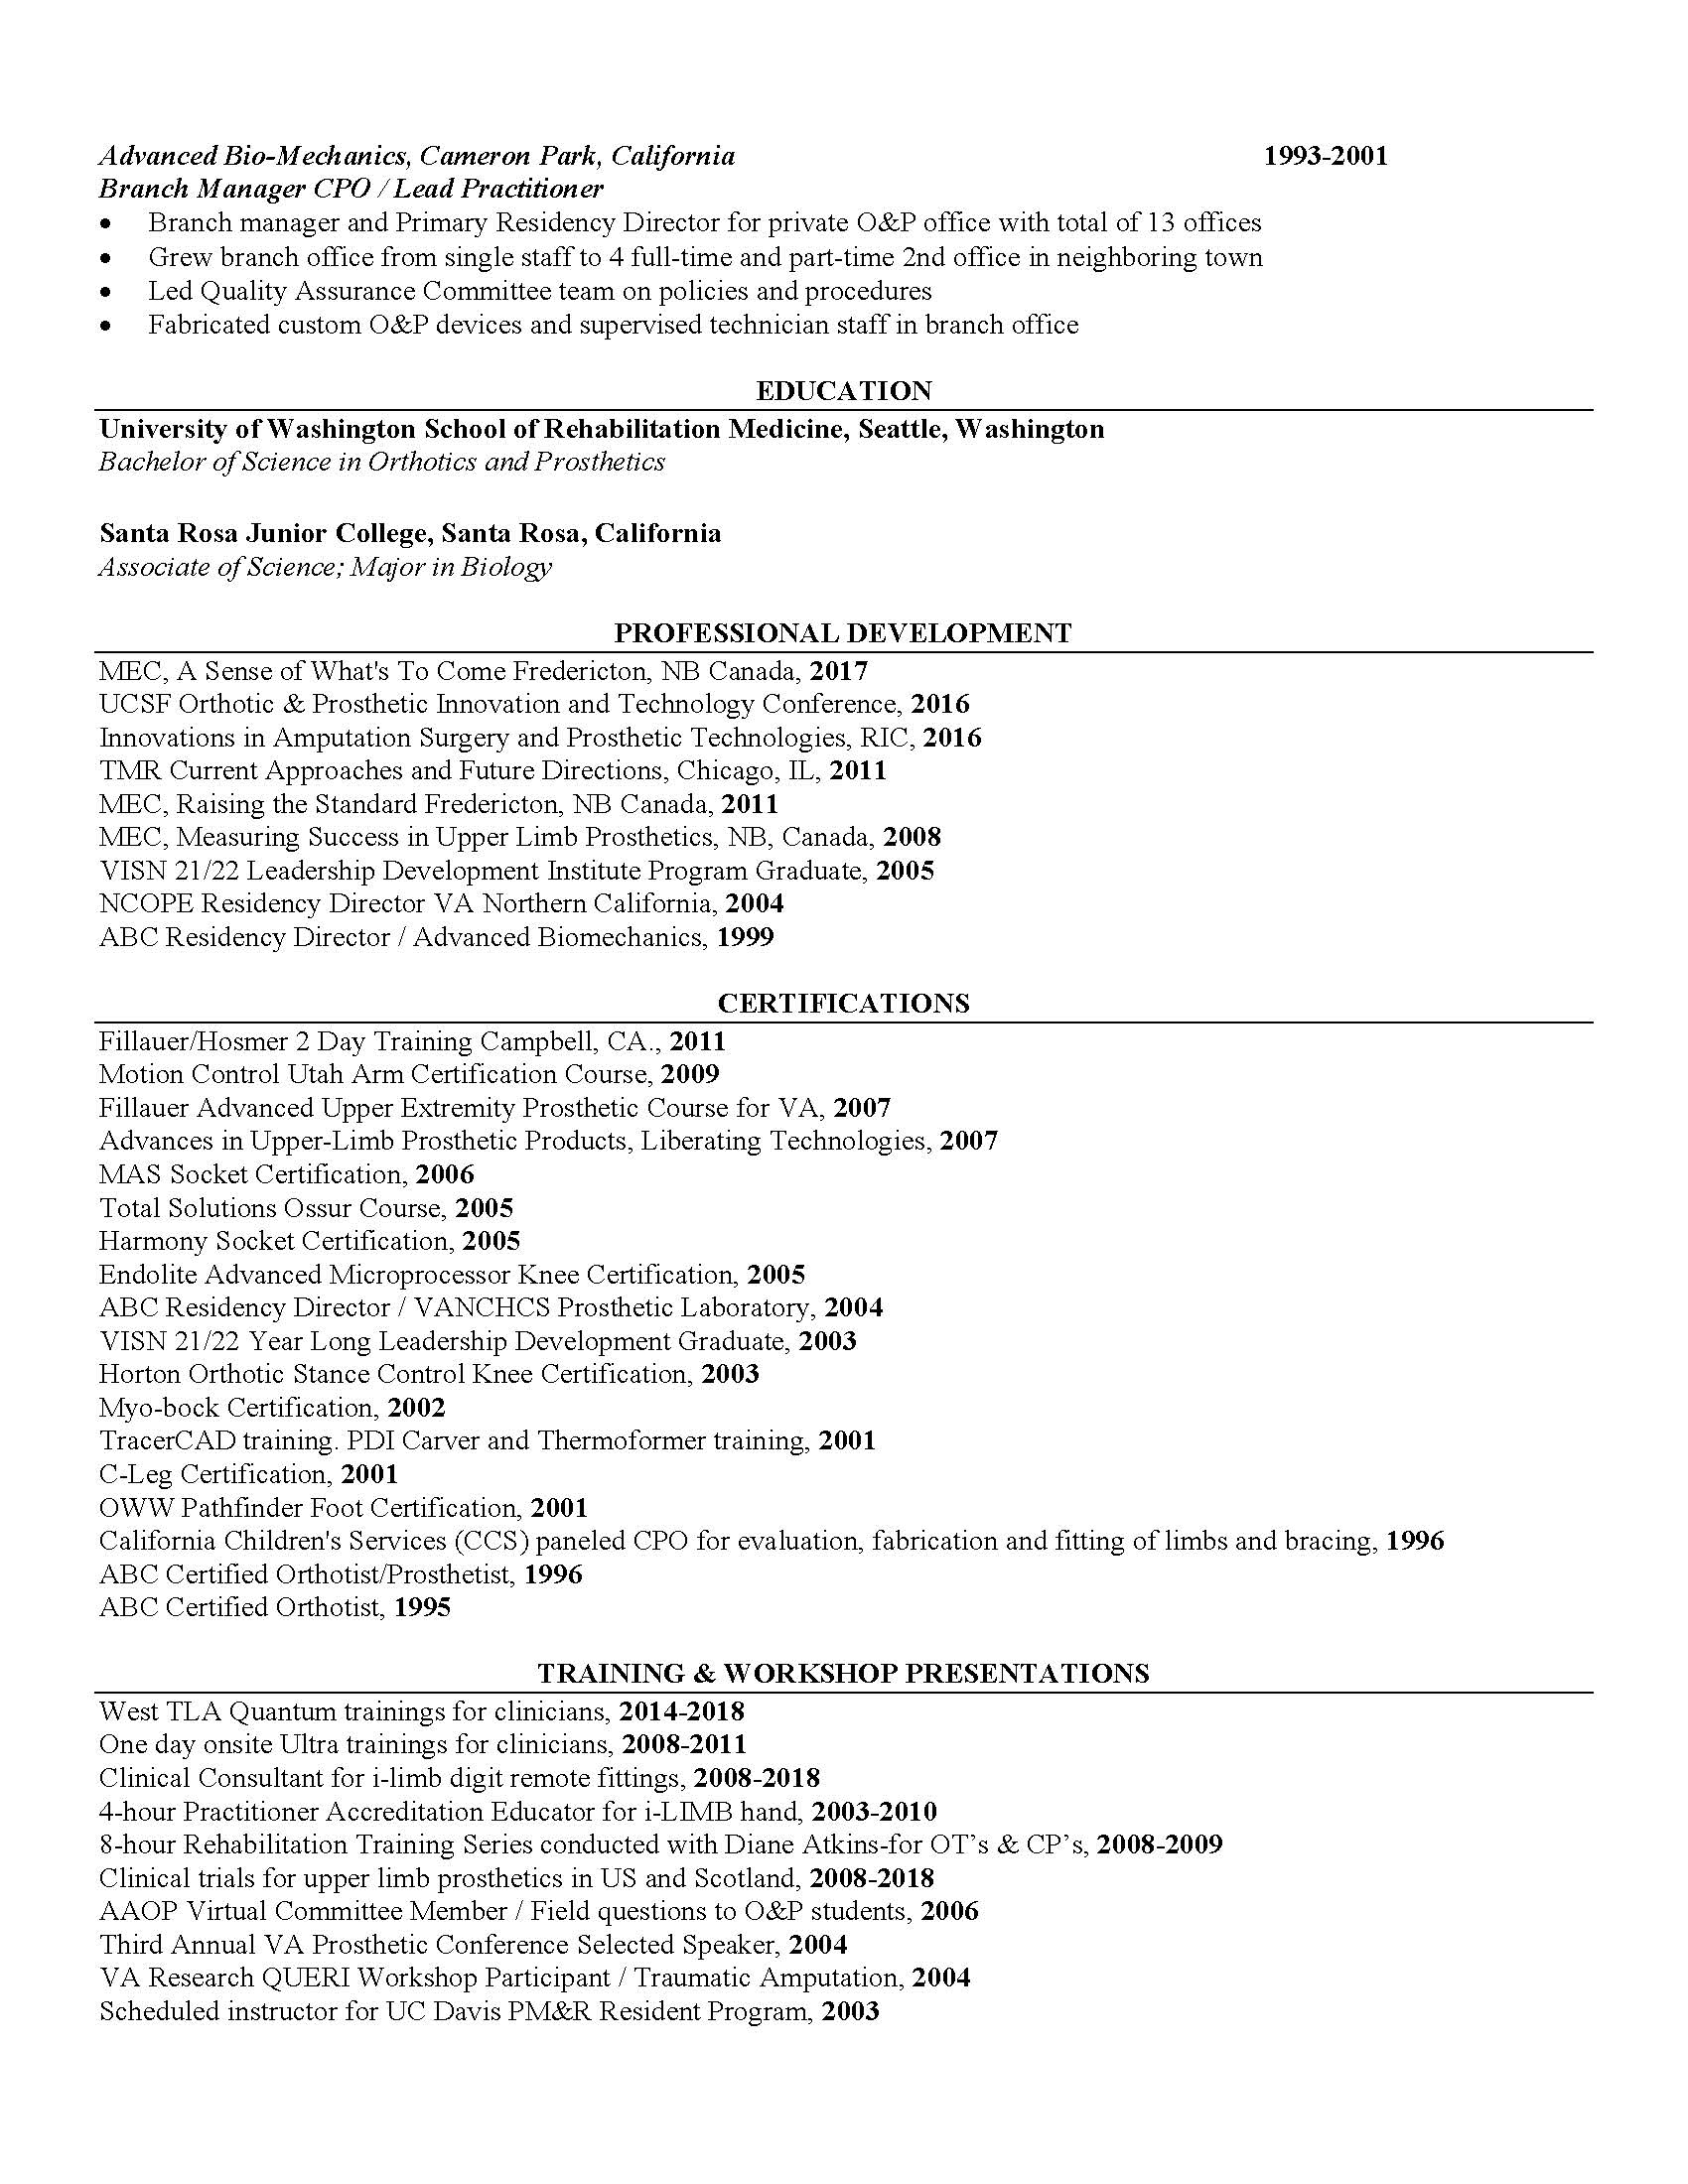 Advanced Bio-Mechanics, Cameron Park, California 1993-2001
Branch Manager CPO / Lead Practitioner
• Branch manager and Primary Residency Director for private O&P office with total of 13 offices
• Grew branch office from single staff to 4 full-time and part-time 2nd office in neighboring town
• Led Quality Assurance Committee team on policies and procedures
• Fabricated custom O&P devices and supervised technician staff in branch office
EDUCATION
University of Washington School of Rehabilitation Medicine, Seattle, Washington
Bachelor of Science in Orthotics and Prosthetics
Santa Rosa Junior College, Santa Rosa, California
Associate of Science; Major in Biology
PROFESSIONAL DEVELOPMENT
MEC, A Sense of What's To Come Fredericton, NB Canada, 2017
UCSF Orthotic & Prosthetic Innovation and Technology Conference, 2016
Innovations in Amputation Surgery and Prosthetic Technologies, RIC, 2016
TMR Current Approaches and Future Directions, Chicago, IL, 2011
MEC, Raising the Standard Fredericton, NB Canada, 2011
MEC, Measuring Success in Upper Limb Prosthetics, NB, Canada, 2008
VISN 21/22 Leadership Development Institute Program Graduate, 2005
NCOPE Residency Director VA Northern California, 2004
ABC Residency Director / Advanced Biomechanics, 1999
CERTIFICATIONS
Fillauer/Hosmer 2 Day Training Campbell, CA., 2011
Motion Control Utah Arm Certification Course, 2009
Fillauer Advanced Upper Extremity Prosthetic Course for VA, 2007
Advances in Upper-Limb Prosthetic Products, Liberating Technologies, 2007
MAS Socket Certification, 2006
Total Solutions Ossur Course, 2005
Harmony Socket Certification, 2005
Endolite Advanced Microprocessor Knee Certification, 2005
ABC Residency Director / VANCHCS Prosthetic Laboratory, 2004
VISN 21/22 Year Long Leadership Development Graduate, 2003
Horton Orthotic Stance Control Knee Certification, 2003
Myo-bock Certification, 2002
TracerCAD training. PDI Carver and Thermoformer training, 2001
C-Leg Certification, 2001
OWW Pathfinder Foot Certification, 2001
California Children's Services (CCS) paneled CPO for evaluation, fabrication and fitting of limbs and bracing, 1996
ABC Certified Orthotist/Prosthetist, 1996
ABC Certified Orthotist, 1995
TRAINING & WORKSHOP PRESENTATIONS
West TLA Quantum trainings for clinicians, 2014-2018
One day onsite Ultra trainings for clinicians, 2008-2011
Clinical Consultant for i-limb digit remote fittings, 2008-2018
4-hour Practitioner Accreditation Educator for i-LIMB hand, 2003-2010
8-hour Rehabilitation Training Series conducted with Diane Atkins-for OT’s & CP’s, 2008-2009
Clinical trials for upper limb prosthetics in US and Scotland, 2008-2018
AAOP Virtual Committee Member / Field questions to O&P students, 2006
Third Annual VA Prosthetic Conference Selected Speaker, 2004
VA Research QUERI Workshop Participant / Traumatic Amputation, 2004
Scheduled instructor for UC Davis PM&R Resident Program, 2003